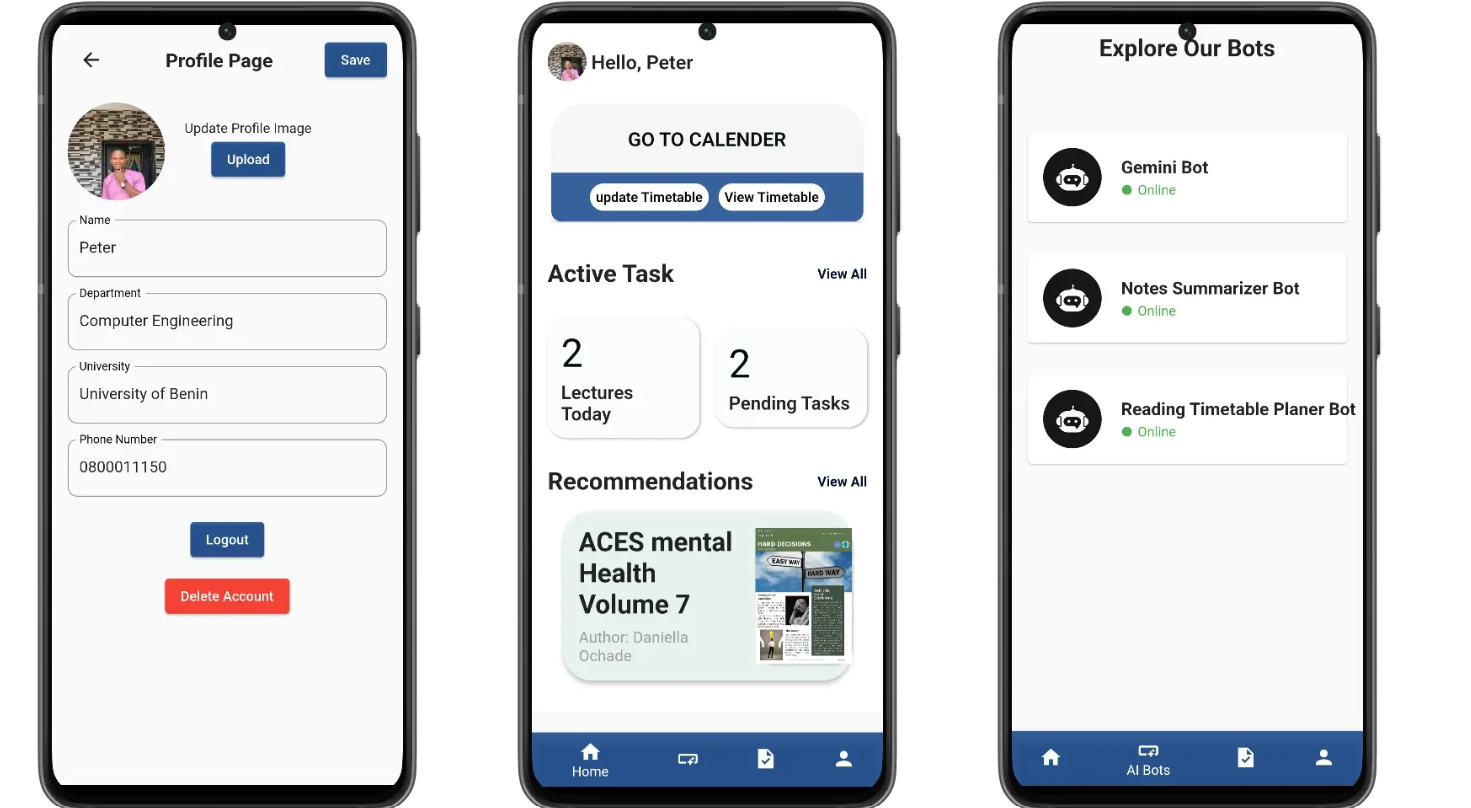 Profile Page
Save
Update Profile Image
Upload
Name
Peter
Department
Computer Engineering
University
University of Benin
Phone Number
0800011150
Logout
Delete Account
Hello, Peter
GO TO CALENDER
update Timetable
View Timetable
Active Task
View All
2
Lectures
Today
2
Pending Tasks
Recommendations
View All
ACES mental
Health
Volume 7
Author: Daniella
Ochade
HARD DECISIONS
EASY WAY
HARD WAY
Home
Explore Our Bots
Gemini Bot
Online
Notes Summarizer Bot
Online
Reading Timetable Planer Bot
Online
AI Bots